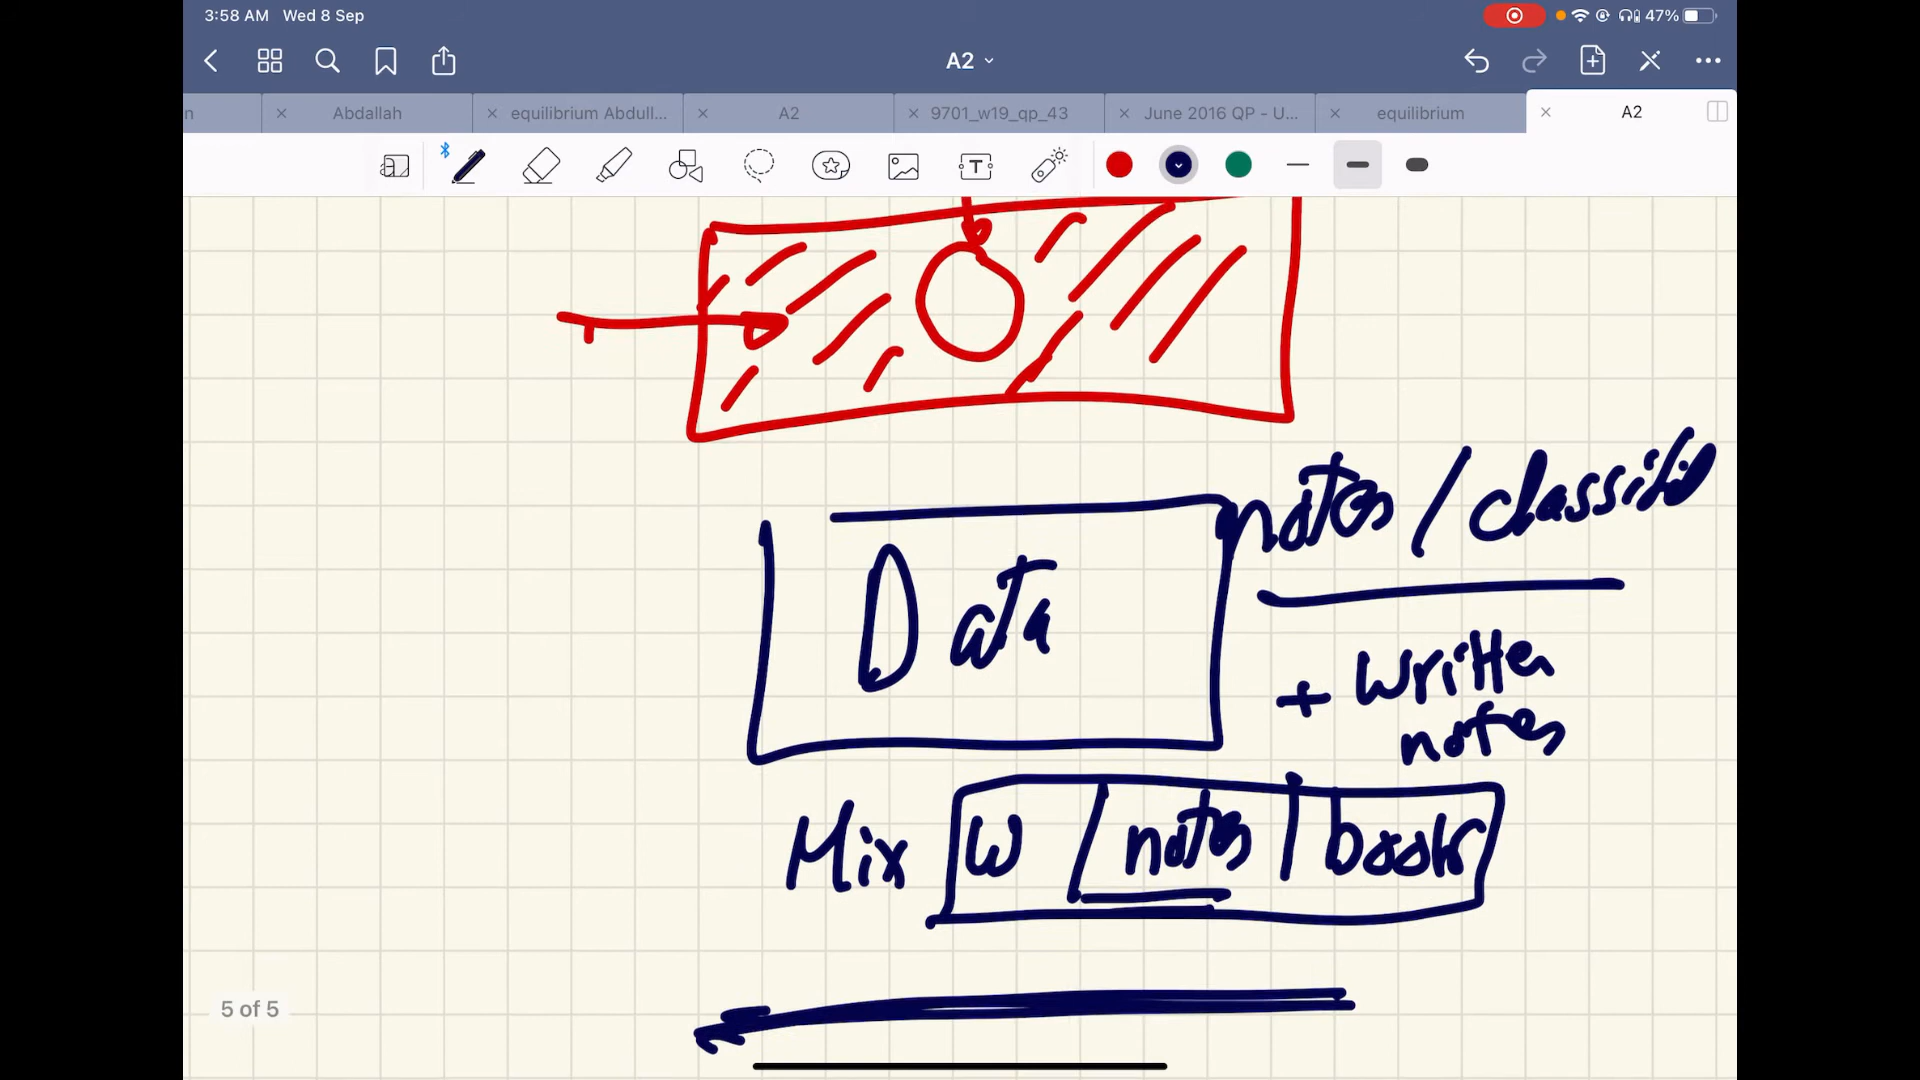 3:58 AM Wed 8 Sep 47%
A2
n Abdallah equilibrium Abdull... A2 9701_w19_qp_43 June 2016 QP - U... equilibrium A2
T
notes / classified
Data
+ written
notes
Mix W / notes / book
5 of 5